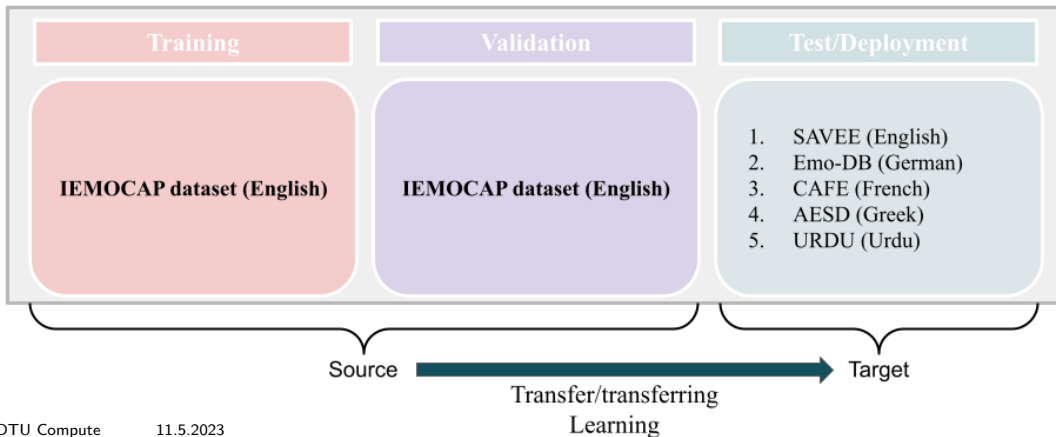 Training
Validation
Test/Deployment
IEMOCAP dataset (English)
IEMOCAP dataset (English)
1. SAVEE (English)
2. Emo-DB (German)
3. CAFE (French)
4. AESD (Greek)
5. URDU (Urdu)
Source
Target
Transfer/transferring
Learning
DTU Compute 11.5.2023